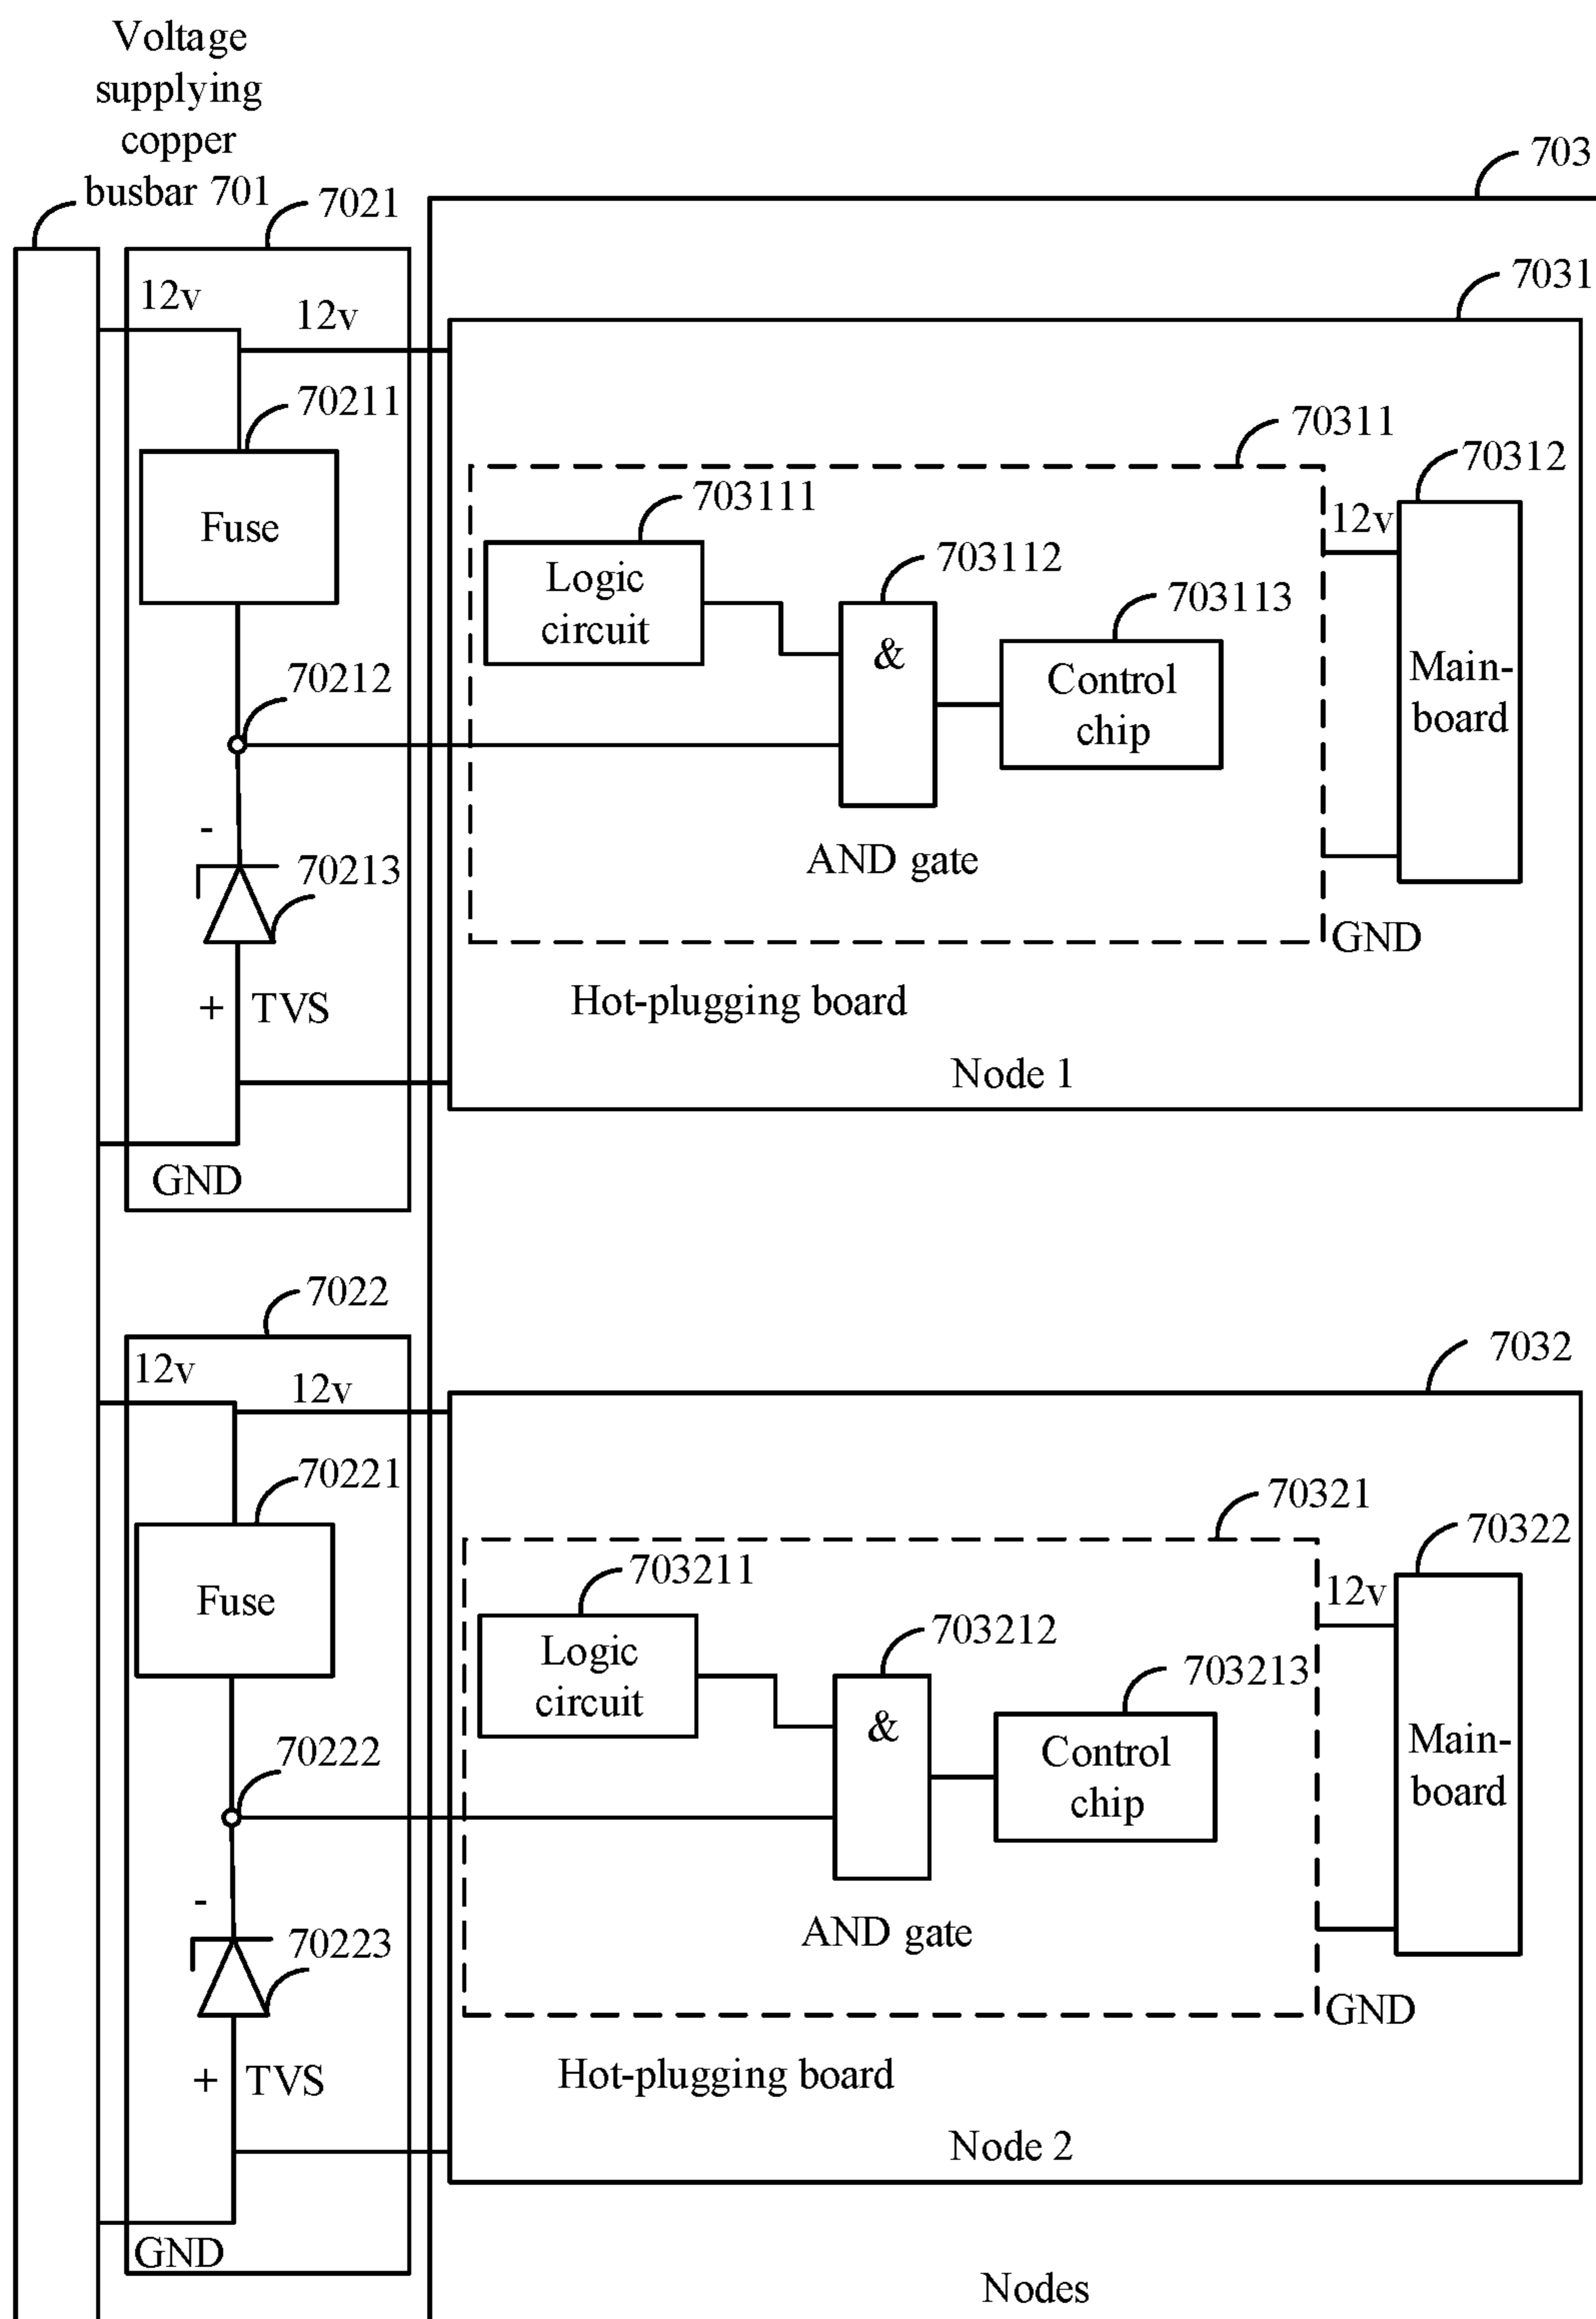 Voltage
supplying
copper
busbar 701
703
7021
7031
12v
12v
70211
Fuse
70311
70312
703111
12v
Logic
circuit
703112
703113
&
Control
chip
Main-
board
70212
-
70213
AND gate
GND
+ TVS
Hot-plugging board
Node 1
GND
7022
7032
12v
12v
70221
Fuse
70321
70322
703211
12v
Logic
circuit
703212
703213
&
Control
chip
Main-
board
70222
-
70223
AND gate
GND
+ TVS
Hot-plugging board
Node 2
GND
Nodes